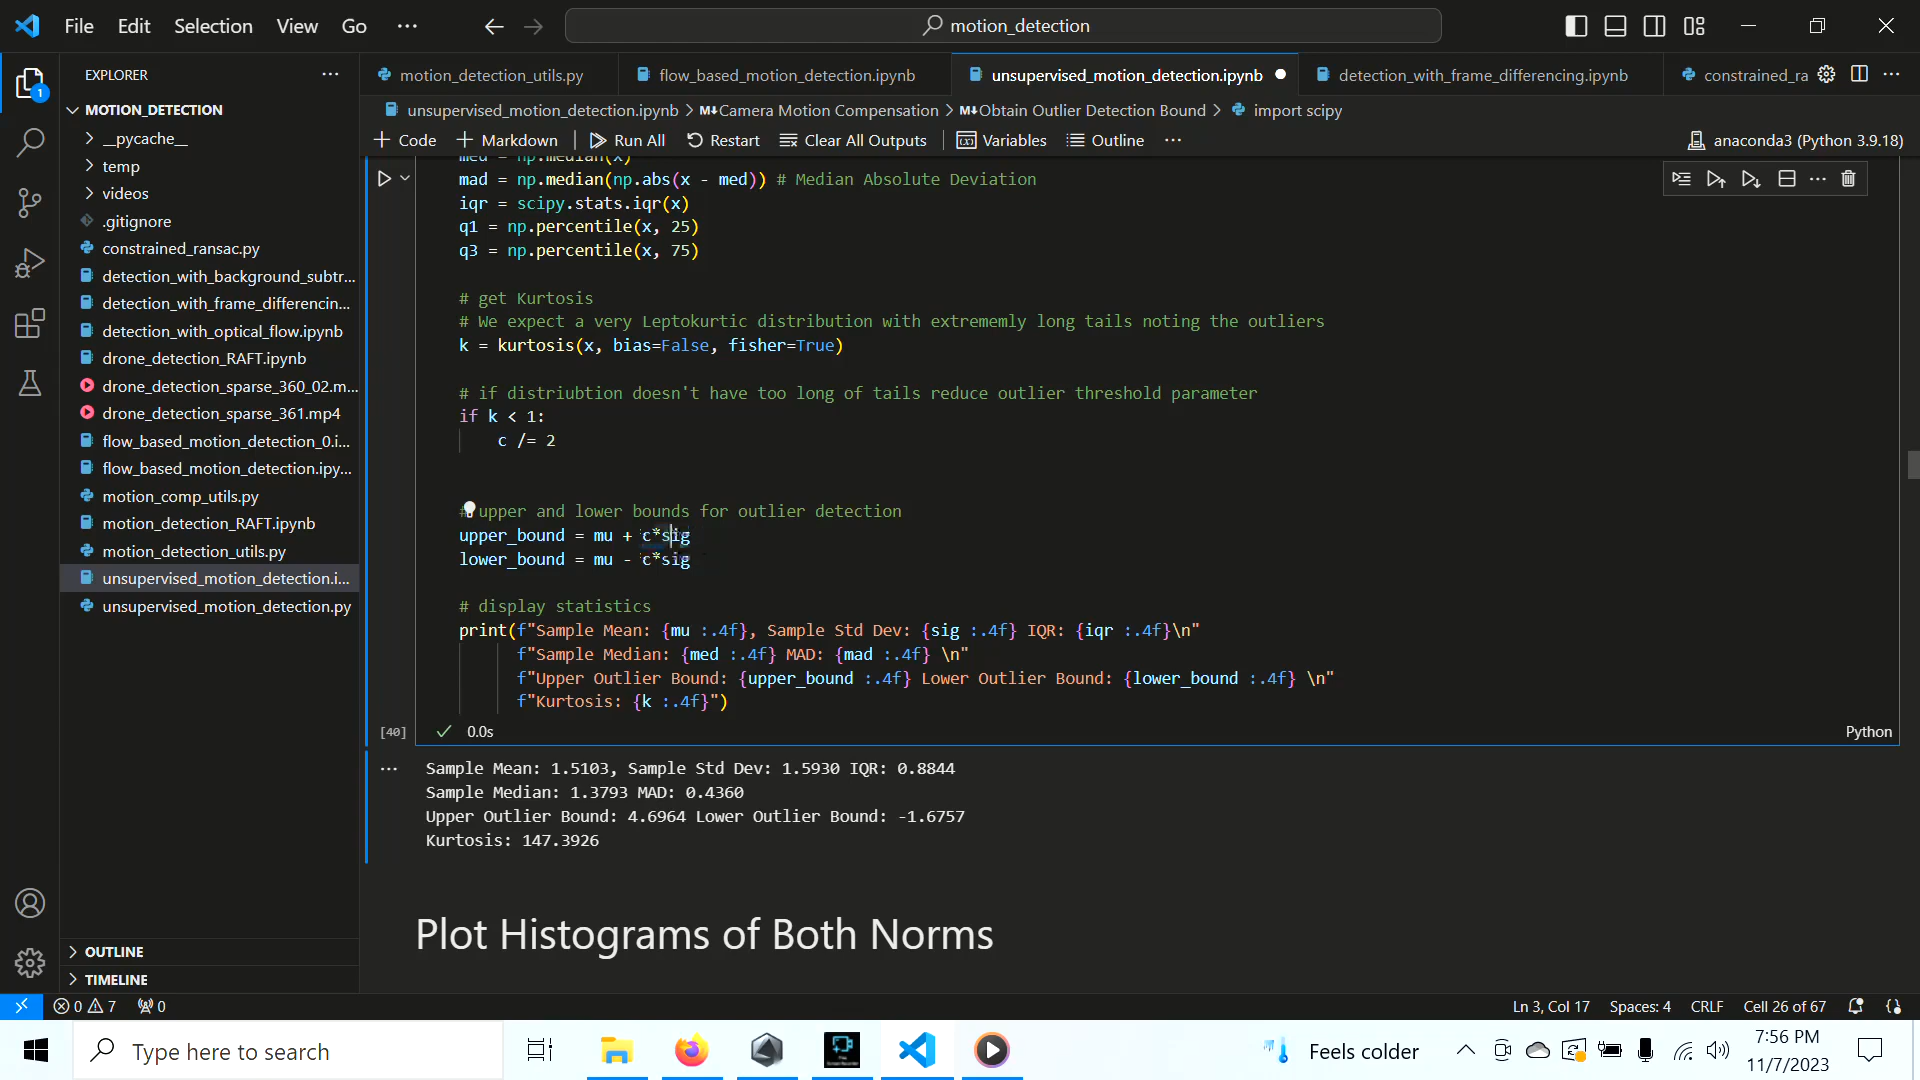 File Edit Selection View Go ···
motion_detection
EXPLORER
motion_detection_utils.py
flow_based_motion_detection.ipynb
unsupervised_motion_detection.ipynb
detection_with_frame_differencing.ipynb
constrained_ra
MOTION_DETECTION
unsupervised_motion_detection.ipynb > M↓Camera Motion Compensation > M↓Obtain Outlier Detection Bound > import scipy
+ Code + Markdown Run All Restart Clear All Outputs Variables Outline ···
anaconda3 (Python 3.9.18)
__pycache__
temp
videos
.gitignore
constrained_ransac.py
detection_with_background_subtr...
detection_with_frame_differencin...
detection_with_optical_flow.ipynb
drone_detection_RAFT.ipynb
drone_detection_sparse_360_02.m...
drone_detection_sparse_361.mp4
flow_based_motion_detection_0.i...
flow_based_motion_detection.ipy...
motion_comp_utils.py
motion_detection_RAFT.ipynb
motion_detection_utils.py
unsupervised_motion_detection.i...
unsupervised_motion_detection.py
OUTLINE
TIMELINE
1
med = np.median(x)
mad = np.median(np.abs(x - med)) # Median Absolute Deviation
iqr = scipy.stats.iqr(x)
q1 = np.percentile(x, 25)
q3 = np.percentile(x, 75)
# get Kurtosis
# We expect a very Leptokurtic distribution with extrememly long tails noting the outliers
k = kurtosis(x, bias=False, fisher=True)
# if distriubtion doesn't have too long of tails reduce outlier threshold parameter
if k < 1:
c /= 2
# upper and lower bounds for outlier detection
upper_bound = mu + c*sig
lower_bound = mu - c*sig
# display statistics
print(f"Sample Mean: {mu :.4f}, Sample Std Dev: {sig :.4f} IQR: {iqr :.4f}\n"
f"Sample Median: {med :.4f} MAD: {mad :.4f} \n"
f"Upper Outlier Bound: {upper_bound :.4f} Lower Outlier Bound: {lower_bound :.4f} \n"
f"Kurtosis: {k :.4f}")
[40] ✓ 0.0s Python
Sample Mean: 1.5103, Sample Std Dev: 1.5930 IQR: 0.8844
Sample Median: 1.3793 MAD: 0.4360
Upper Outlier Bound: 4.6964 Lower Outlier Bound: -1.6757
Kurtosis: 147.3926
Plot Histograms of Both Norms
0 7 0 Ln 3, Col 17 Spaces: 4 CRLF Cell 26 of 67
Type here to search
Feels colder
7:56 PM
11/7/2023